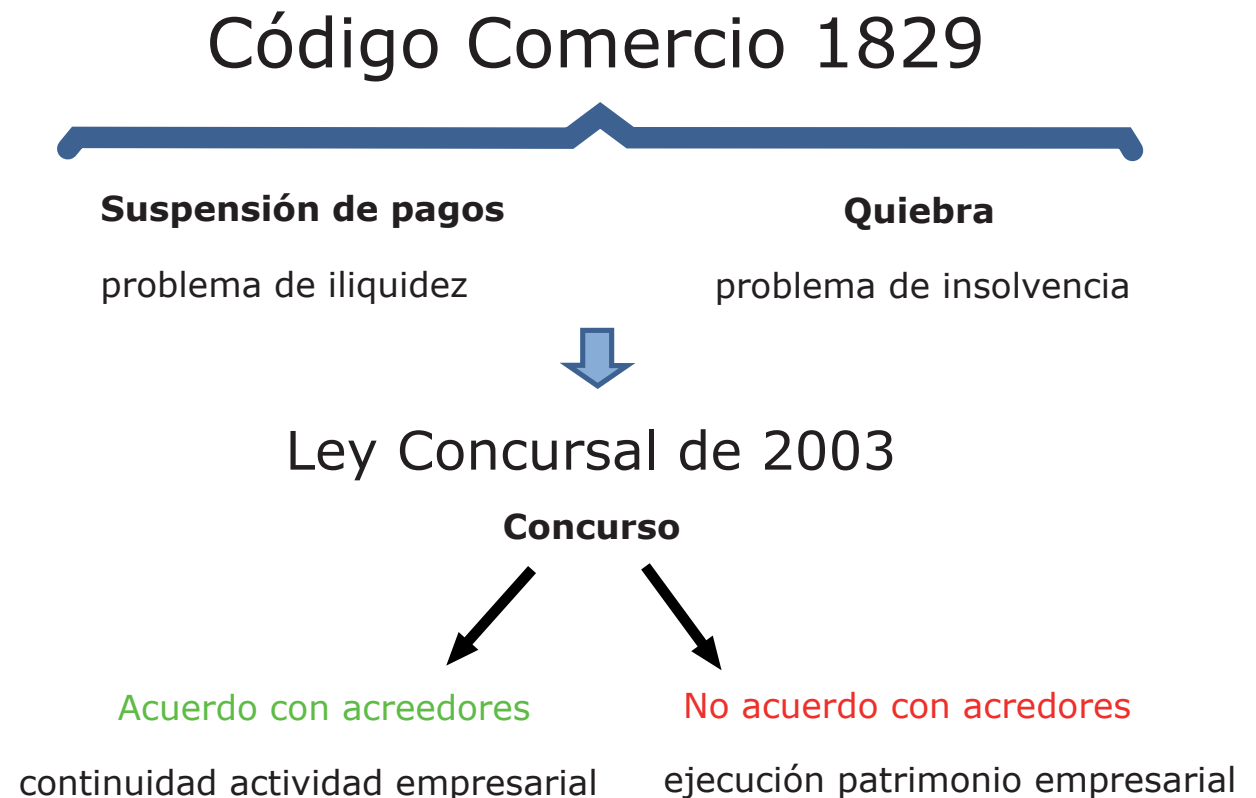 Código Comercio 1829
Suspensión de pagos
Quiebra
problema de iliquidez
problema de insolvencia
Ley Concursal de 2003
Concurso
Acuerdo con acreedores
No acuerdo con acredores
continuidad actividad empresarial
ejecución patrimonio empresarial